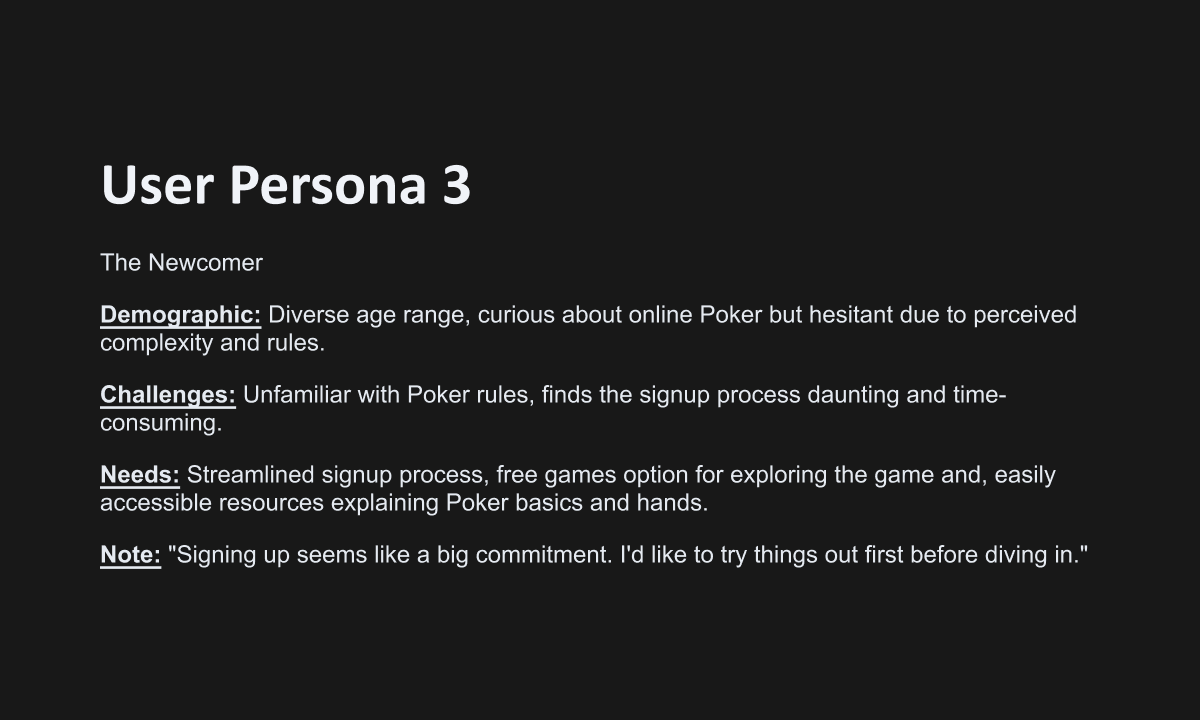 User Persona 3
The Newcomer
Demographic: Diverse age range, curious about online Poker but hesitant due to perceived
complexity and rules.
Challenges: Unfamiliar with Poker rules, finds the signup process daunting and time-
consuming.
Needs: Streamlined signup process, free games option for exploring the game and, easily
accessible resources explaining Poker basics and hands.
Note: "Signing up seems like a big commitment. I'd like to try things out first before diving in."